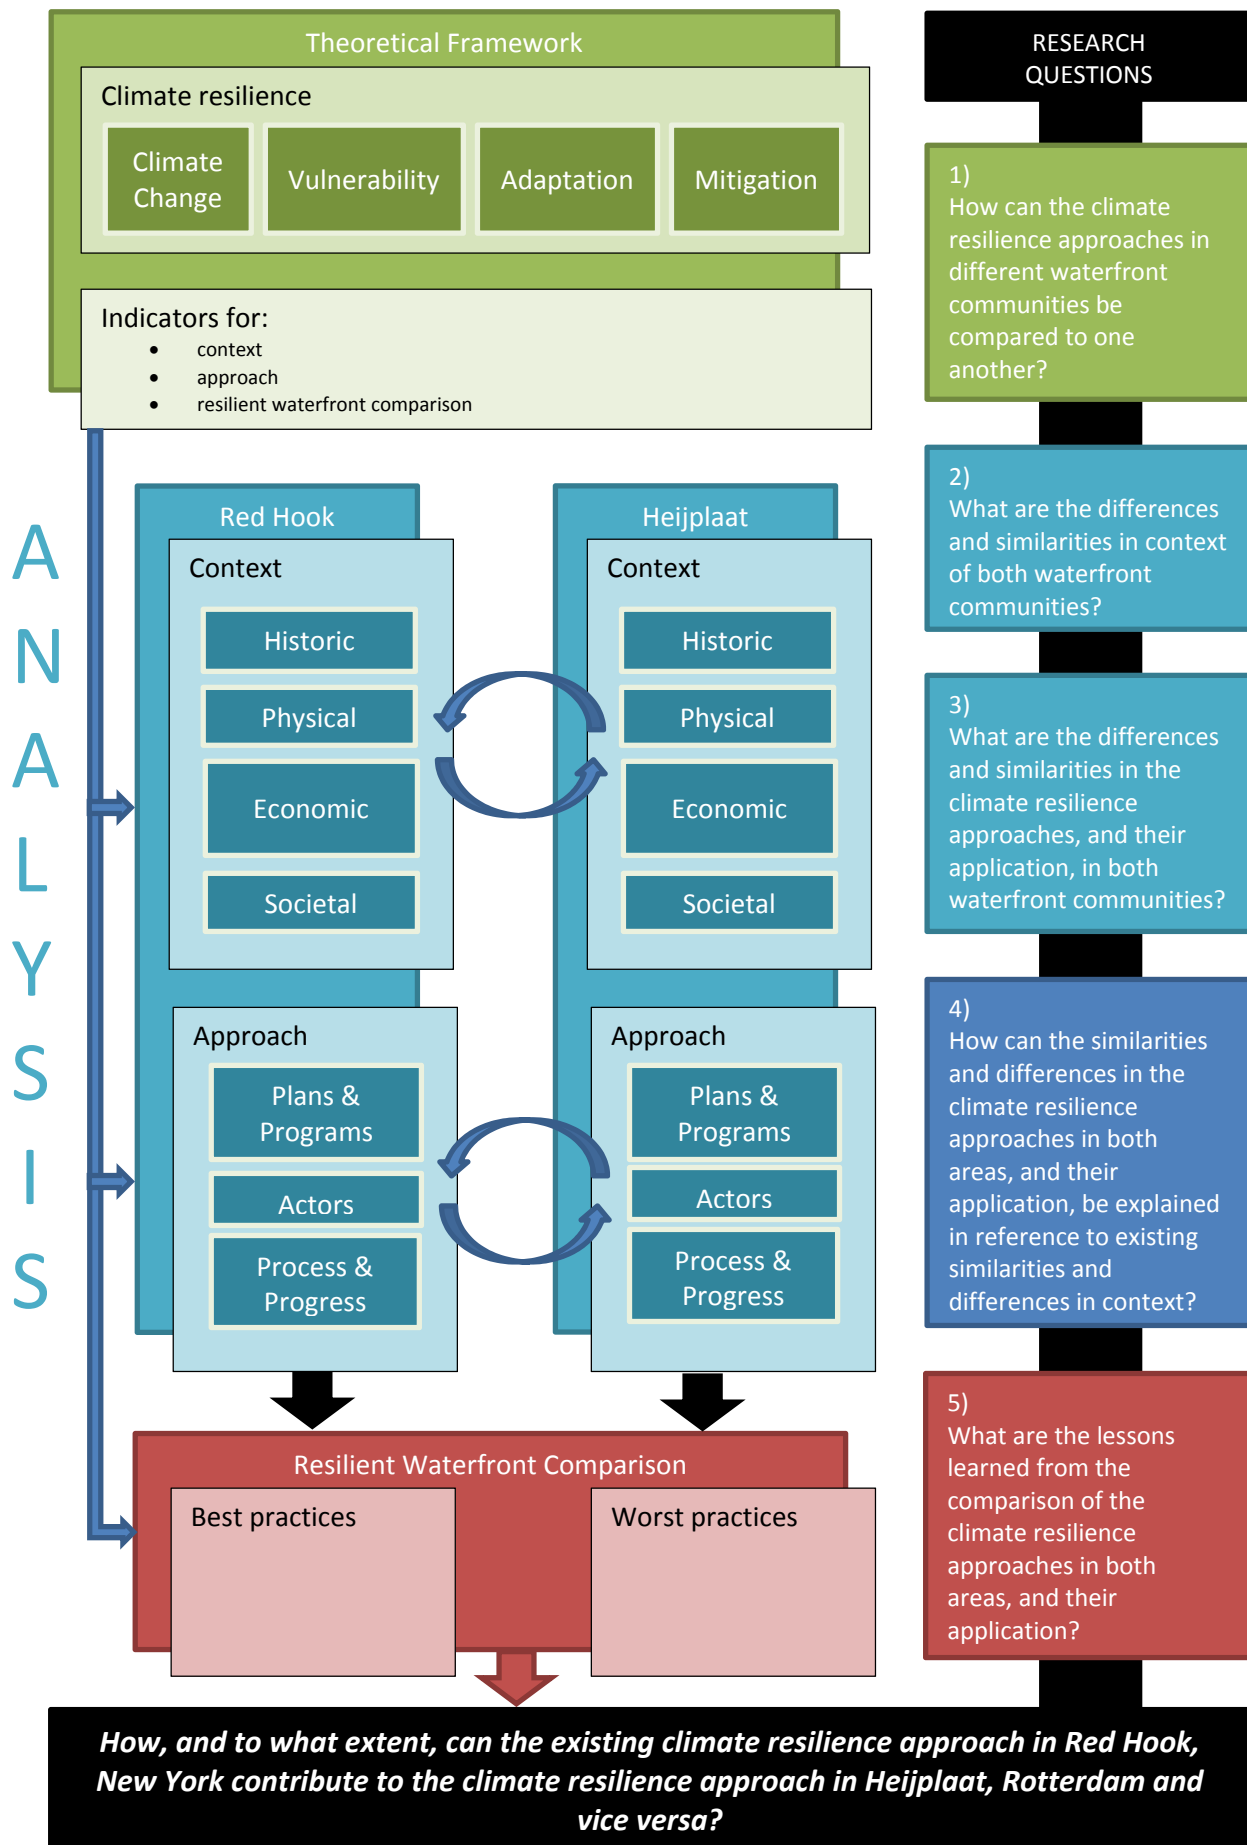 Theoretical Framework
Climate resilience
Climate
Change
Vulnerability
Adaptation
Mitigation
Indicators for:
• context
• approach
• resilient waterfront comparison
ANALYSIS
Red Hook
Context
Historic
Physical
Economic
Societal
Approach
Plans &
Programs
Actors
Process &
Progress
Heijplaat
Context
Historic
Physical
Economic
Societal
Approach
Plans &
Programs
Actors
Process &
Progress
Resilient Waterfront Comparison
Best practices
Worst practices
RESEARCH
QUESTIONS
1)
How can the climate
resilience approaches in
different waterfront
communities be
compared to one
another?
2)
What are the differences
and similarities in context
of both waterfront
communities?
3)
What are the differences
and similarities in the
climate resilience
approaches, and their
application, in both
waterfront communities?
4)
How can the similarities
and differences in the
climate resilience
approaches in both
areas, and their
application, be explained
in reference to existing
similarities and
differences in context?
5)
What are the lessons
learned from the
comparison of the
climate resilience
approaches in both
areas, and their
application?
How, and to what extent, can the existing climate resilience approach in Red Hook,
New York contribute to the climate resilience approach in Heijplaat, Rotterdam and
vice versa?